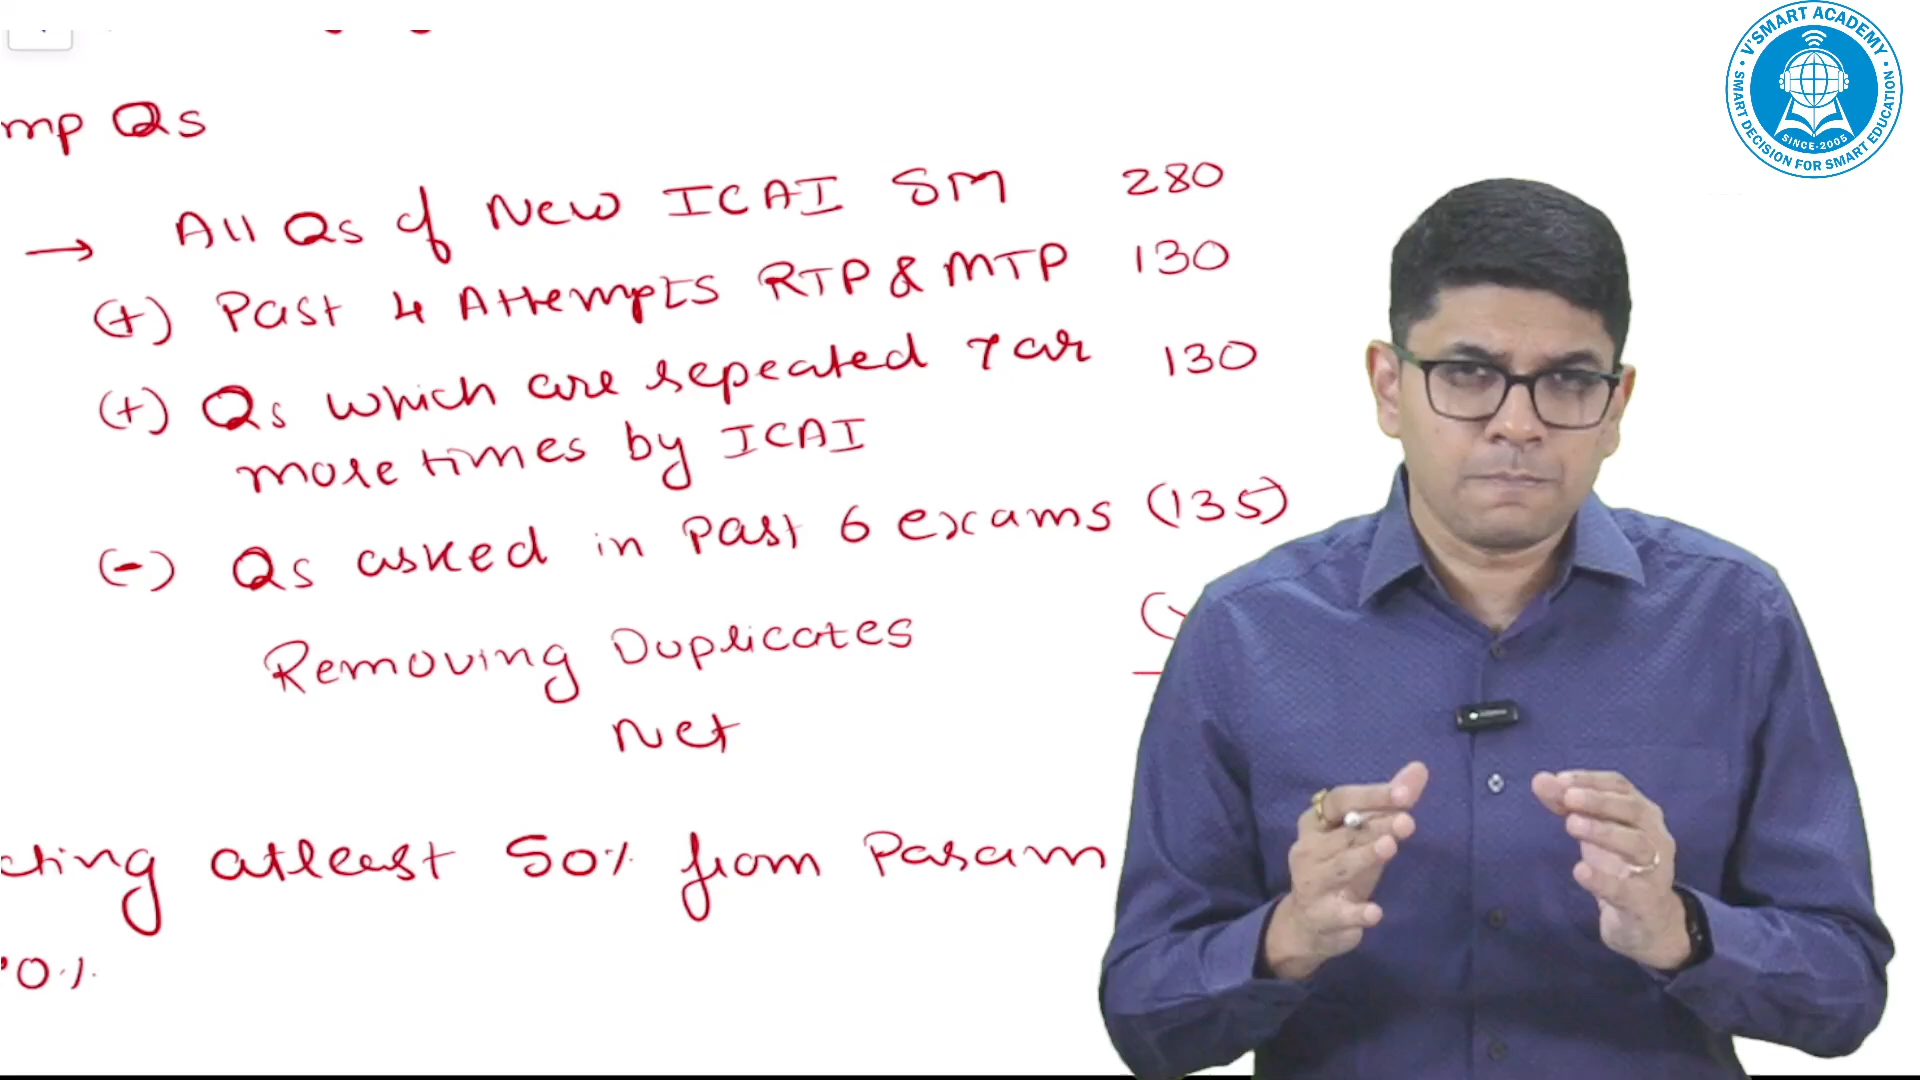 V'SMART ACADEMY
SMART DECISION FOR SMART EDUCATION
SINCE-2005
mp Qs
→ All Qs of New ICAI SM 280
(+) Past 4 Attempts RTP & MTP 130
(+) Qs which are repeated 7 or 130
more times by ICAI
(-) Qs asked in Past 6 exams (135)
Removing Duplicates (
Net
cting atleast 50% from Param
0%